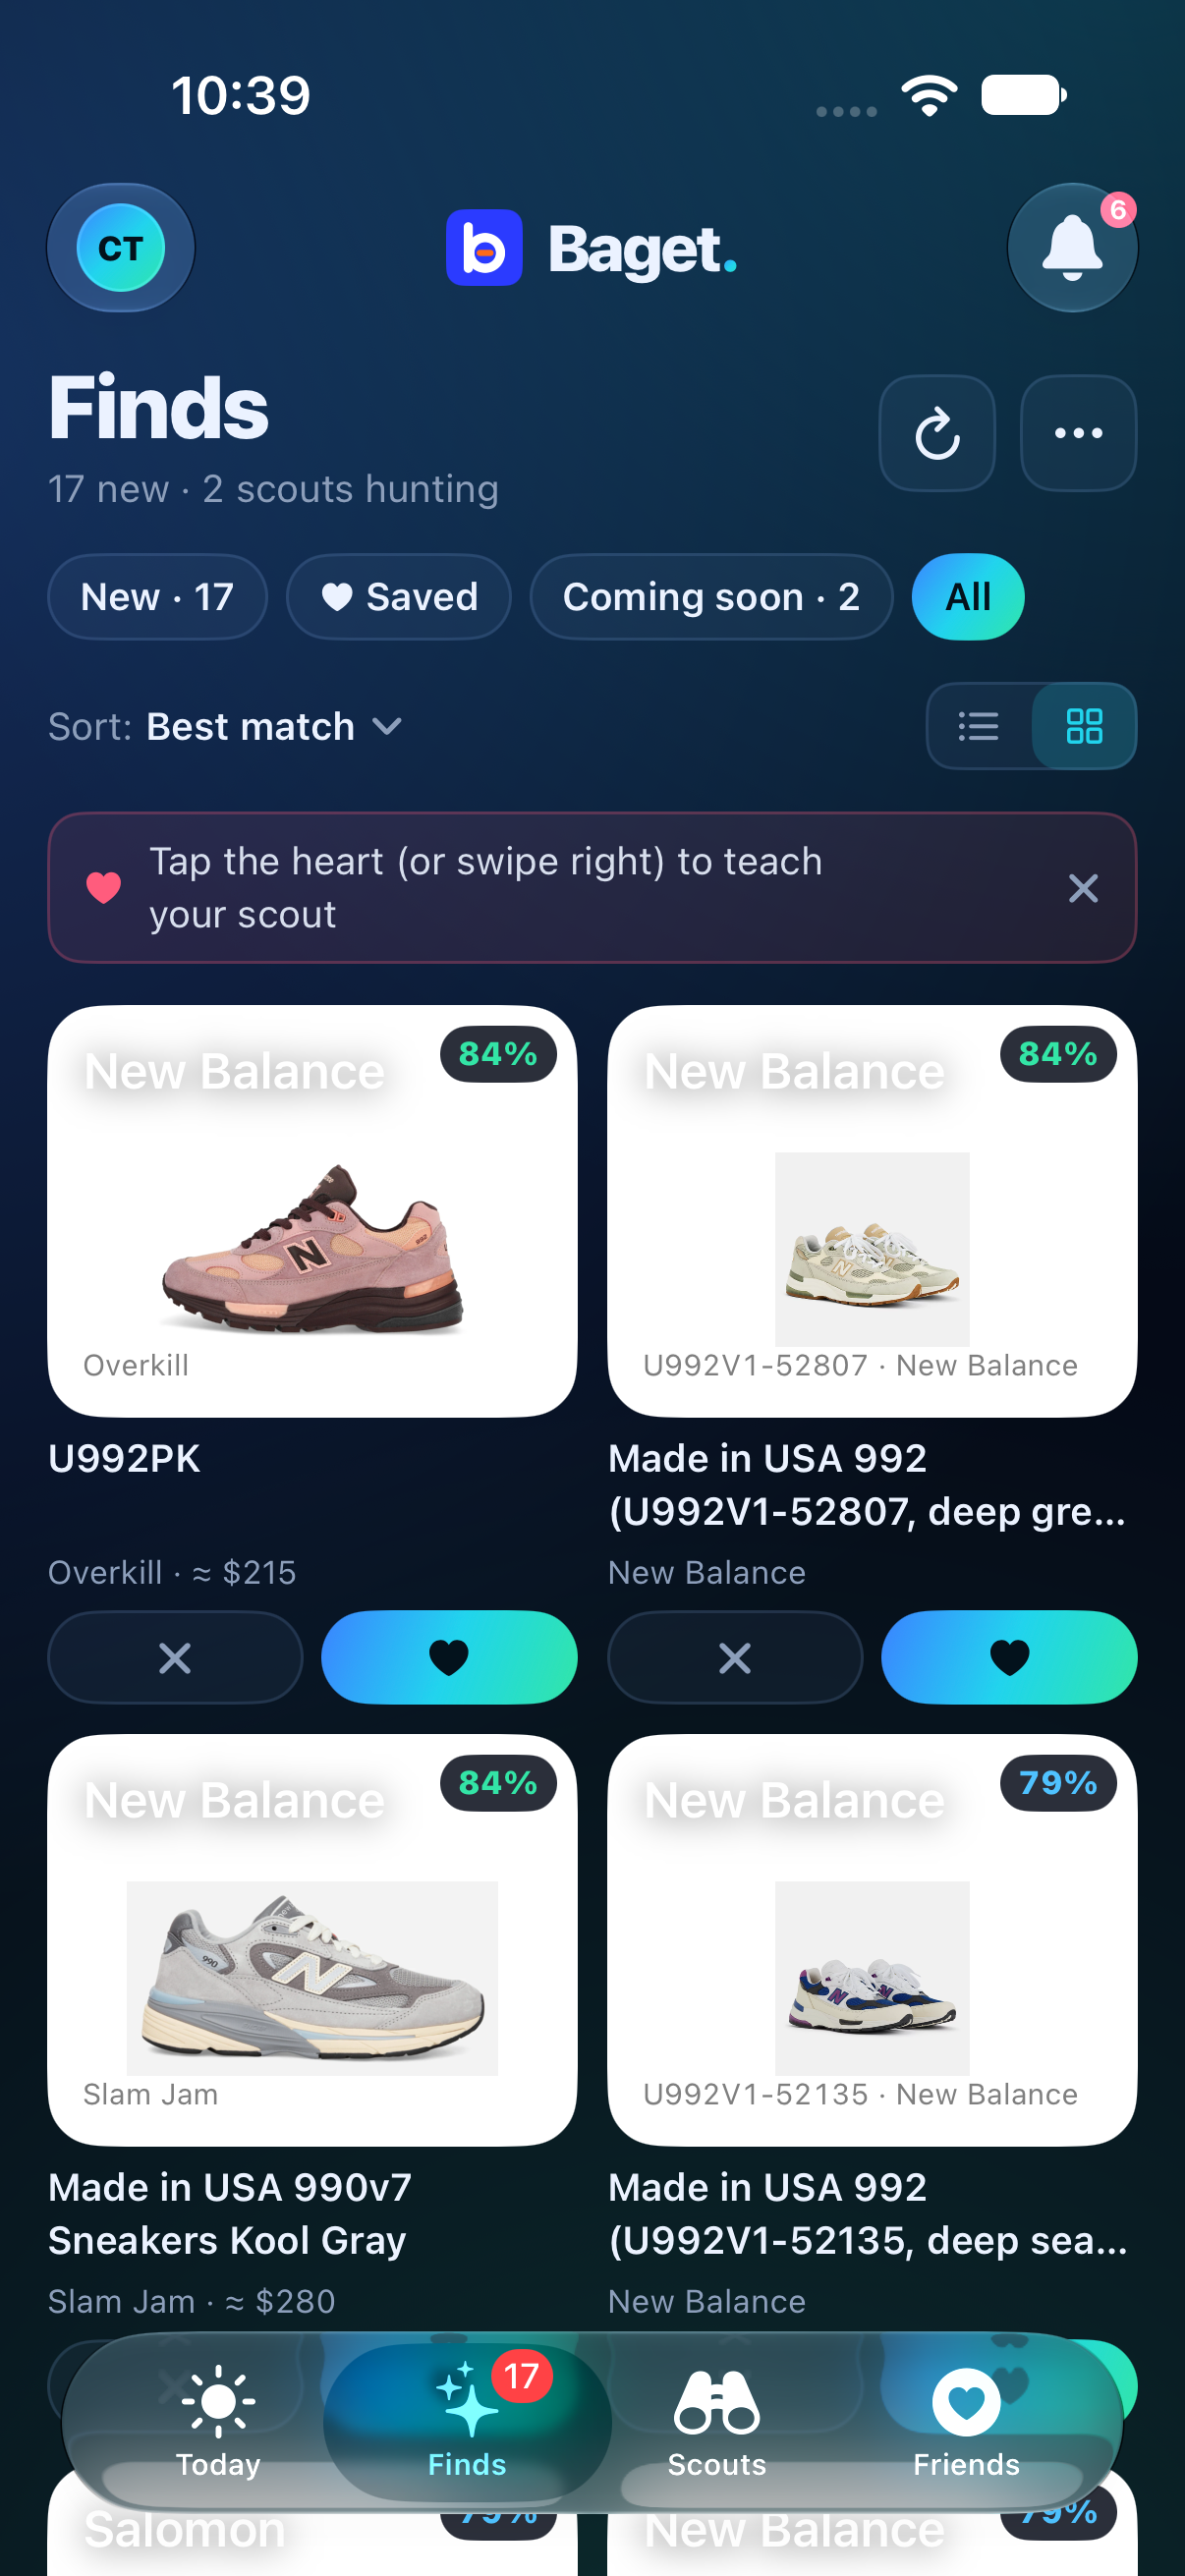 10:39
CT
Baget.
6
Finds
17 new · 2 scouts hunting
New · 17
Saved
Coming soon · 2
All
Sort: Best match
Tap the heart (or swipe right) to teach
your scout
New Balance
84%
Overkill
U992PK
Overkill · ≈ $215
New Balance
84%
U992V1-52807 · New Balance
Made in USA 992
(U992V1-52807, deep gre...
New Balance
New Balance
84%
990
Slam Jam
Made in USA 990v7
Sneakers Kool Gray
Slam Jam · ≈ $280
New Balance
79%
U992V1-52135 · New Balance
Made in USA 992
(U992V1-52135, deep sea...
New Balance
Today
17
Finds
Scouts
Friends
Salomon
79%
New Balance
79%